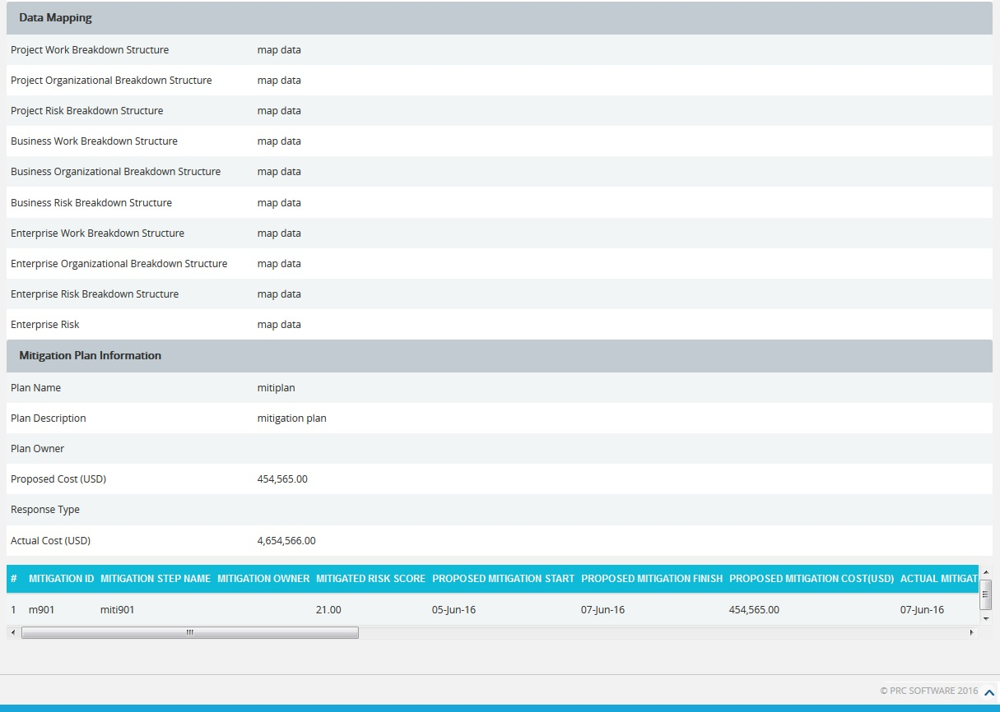 Data Mapping
Project Work Breakdown Structure map data
Project Organizational Breakdown Structure map data
Project Risk Breakdown Structure map data
Business Work Breakdown Structure map data
Business Organizational Breakdown Structure map data
Business Risk Breakdown Structure map data
Enterprise Work Breakdown Structure map data
Enterprise Organizational Breakdown Structure map data
Enterprise Risk Breakdown Structure map data
Enterprise Risk map data
Mitigation Plan Information
Plan Name mitiplan
Plan Description mitigation plan
Plan Owner
Proposed Cost (USD) 454,565.00
Response Type
Actual Cost (USD) 4,654,566.00
# MITIGATION ID MITIGATION STEP NAME MITIGATION OWNER MITIGATED RISK SCORE PROPOSED MITIGATION START PROPOSED MITIGATION FINISH PROPOSED MITIGATION COST(USD) ACTUAL MITIGAT
1 m901 miti901 21.00 05-Jun-16 07-Jun-16 454,565.00 07-Jun-16
© PRC SOFTWARE 2016